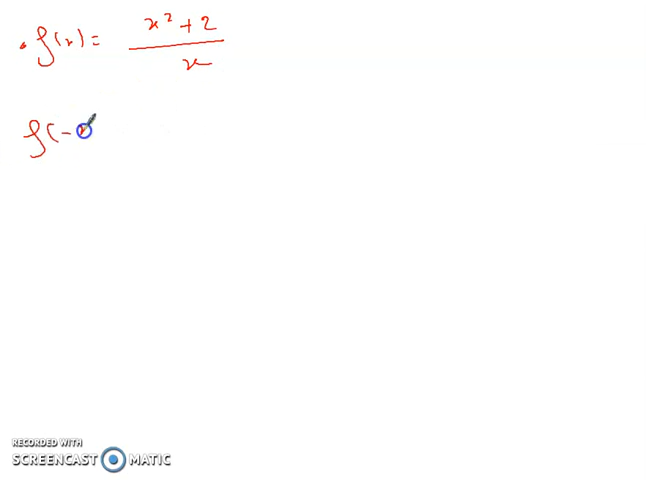 f(x) = x² + 2 / x
f(-x
RECORDED WITH
SCREENCAST MATIC